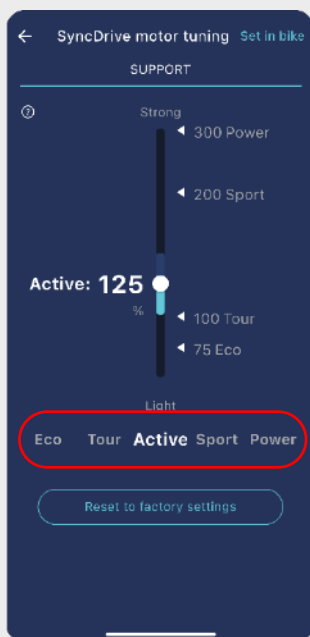 ← SyncDrive motor tuning Set in bike
SUPPORT
?
Strong
300 Power
200 Sport
Active: 125
%
100 Tour
75 Eco
Light
Eco Tour Active Sport Power
Reset to factory settings